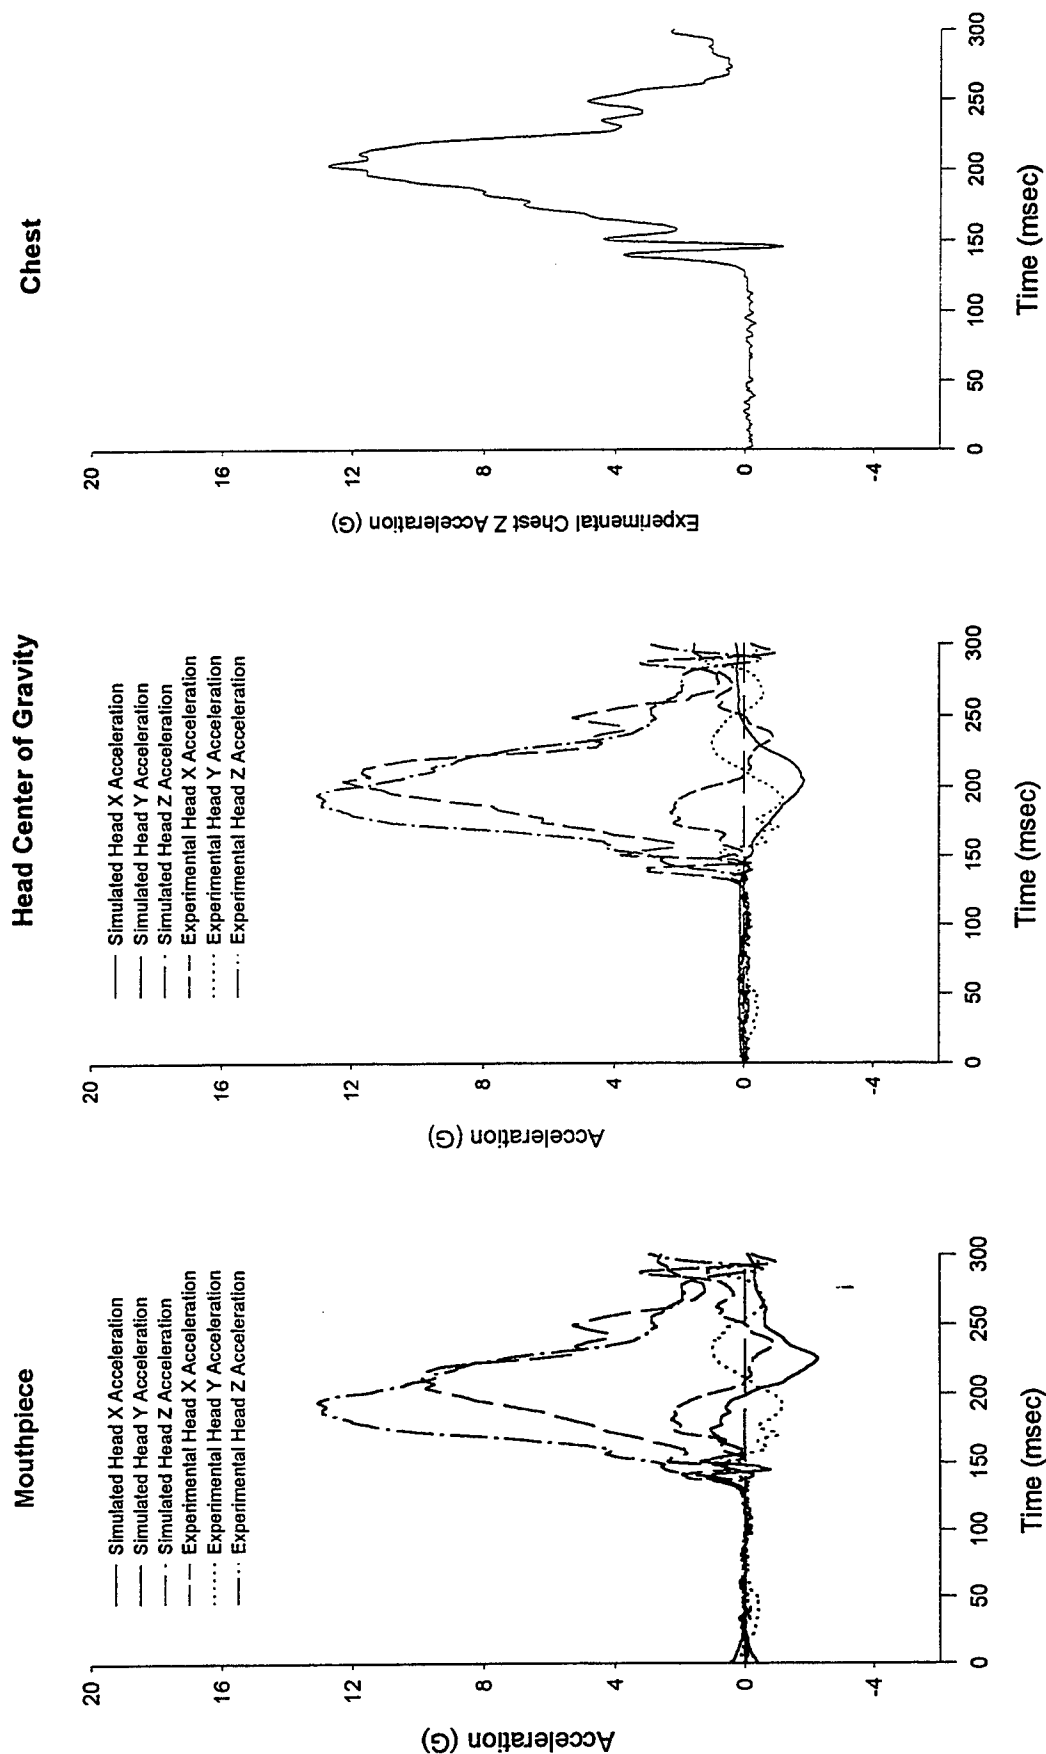 Mouthpiece
Simulated Head X Acceleration
Simulated Head Y Acceleration
Simulated Head Z Acceleration
Experimental Head X Acceleration
Experimental Head Y Acceleration
Experimental Head Z Acceleration
Acceleration (G)
20
16
12
8
4
0
-4
0 50 100 150 200 250 300
Time (msec)
Head Center of Gravity
Simulated Head X Acceleration
Simulated Head Y Acceleration
Simulated Head Z Acceleration
Experimental Head X Acceleration
Experimental Head Y Acceleration
Experimental Head Z Acceleration
Acceleration (G)
20
16
12
8
4
0
-4
0 50 100 150 200 250 300
Time (msec)
Chest
Experimental Chest Z Acceleration (G)
20
16
12
8
4
0
-4
0 50 100 150 200 250 300
Time (msec)